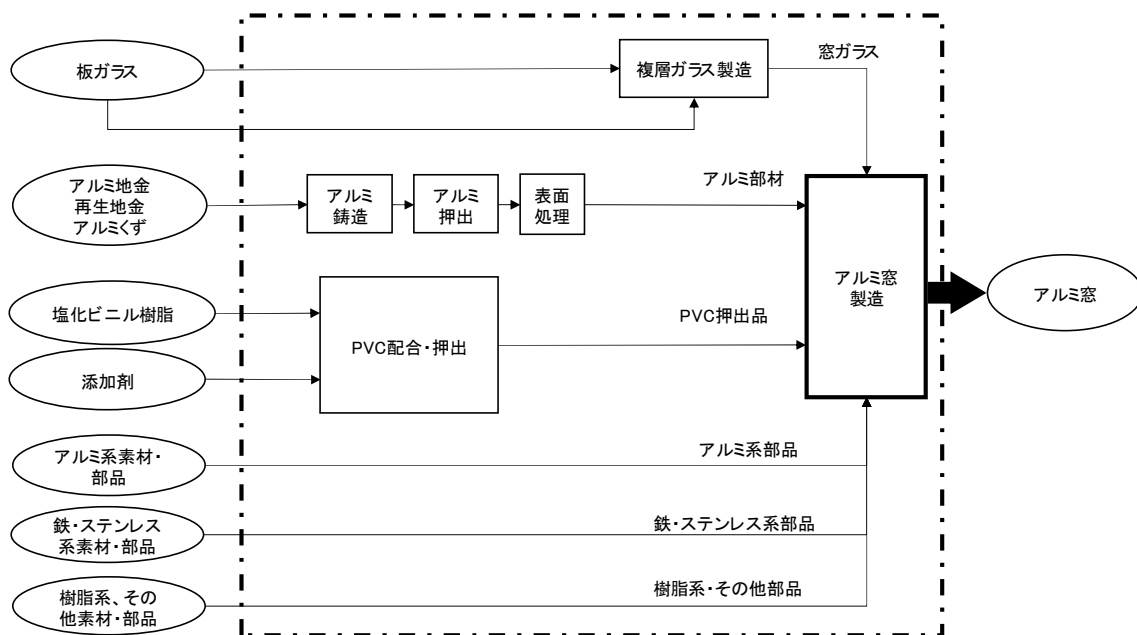 板ガラス
複層ガラス製造
窓ガラス
アルミ地金
再生地金
アルミくず
アルミ
鋳造
アルミ
押出
表面
処理
アルミ部材
塩化ビニル樹脂
添加剤
PVC配合・押出
PVC押出品
アルミ窓
製造
アルミ窓
アルミ系素材・
部品
アルミ系部品
鉄・ステンレス
系素材・部品
鉄・ステンレス系部品
樹脂系、その
他素材・部品
樹脂系・その他部品